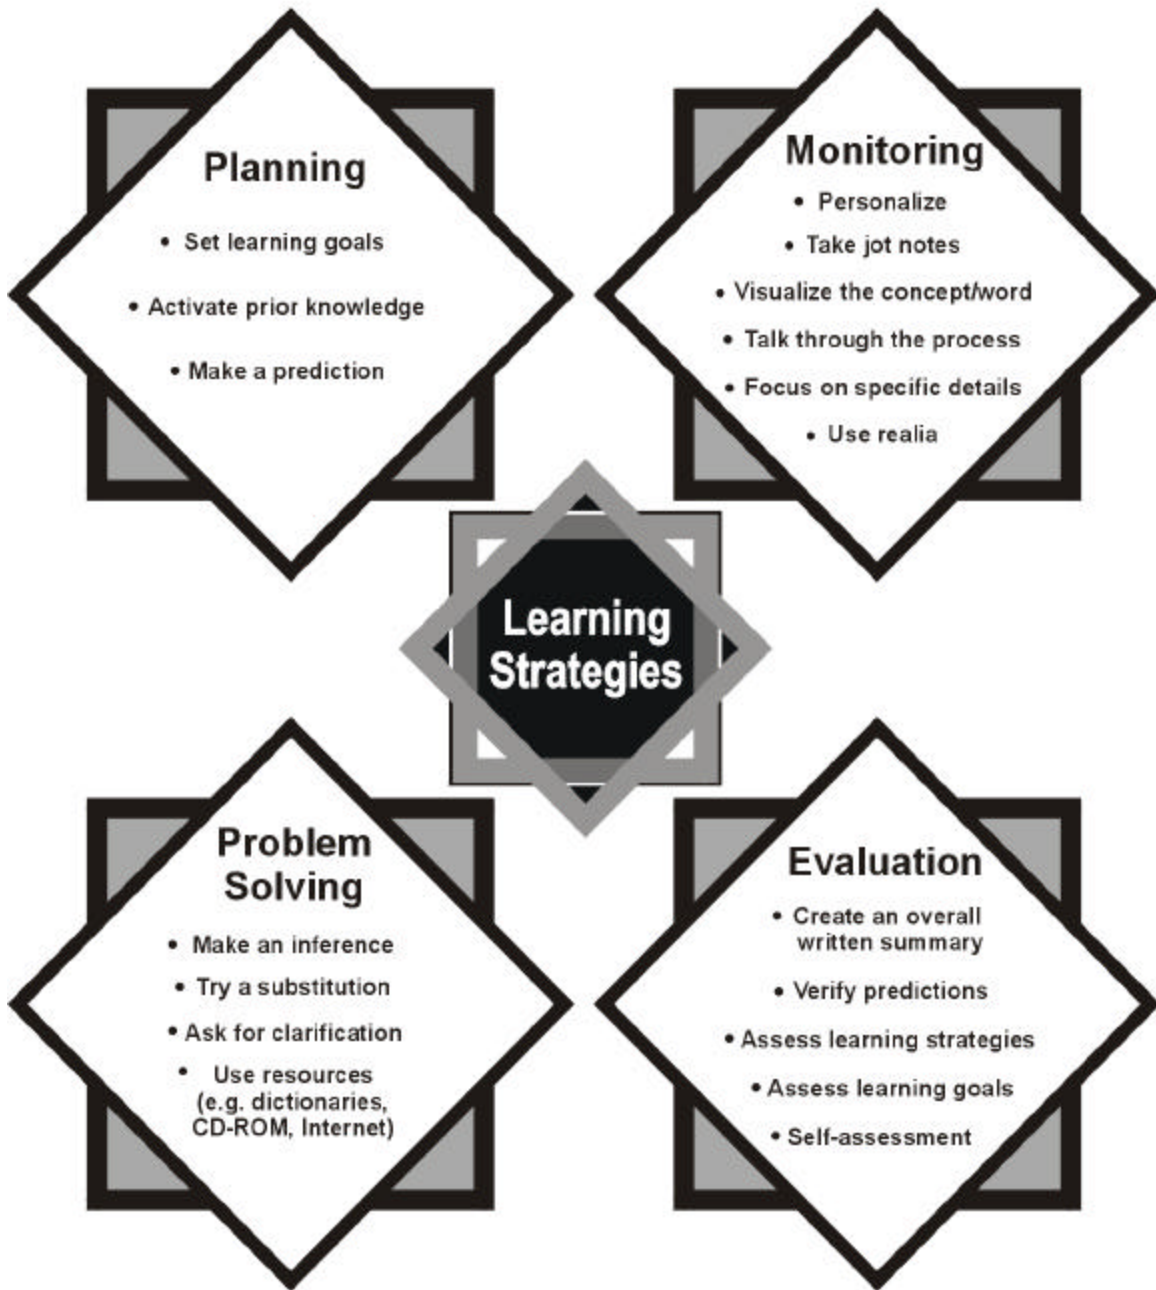 Planning
• Set learning goals
• Activate prior knowledge
• Make a prediction
Monitoring
• Personalize
• Take jot notes
• Visualize the concept/word
• Talk through the process
• Focus on specific details
• Use realia
Learning
Strategies
Problem
Solving
• Make an inference
• Try a substitution
• Ask for clarification
• Use resources
(e.g. dictionaries,
CD-ROM, Internet)
Evaluation
• Create an overall
written summary
• Verify predictions
• Assess learning strategies
• Assess learning goals
• Self-assessment